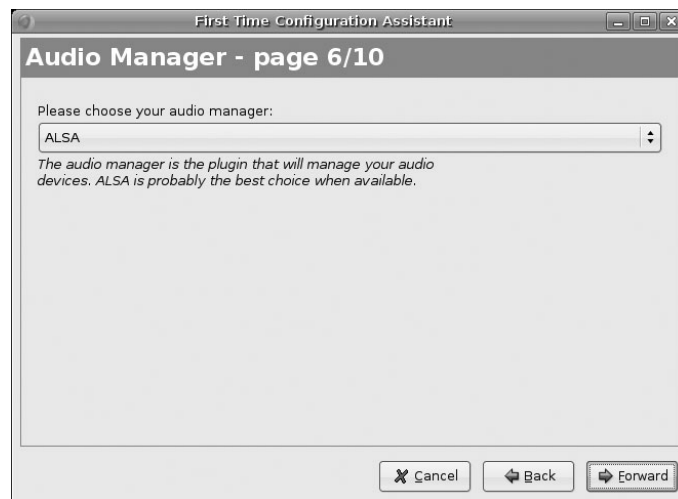 First Time Configuration Assistant
Audio Manager - page 6/10
Please choose your audio manager:
ALSA
The audio manager is the plugin that will manage your audio
devices. ALSA is probably the best choice when available.
Cancel
Back
Forward